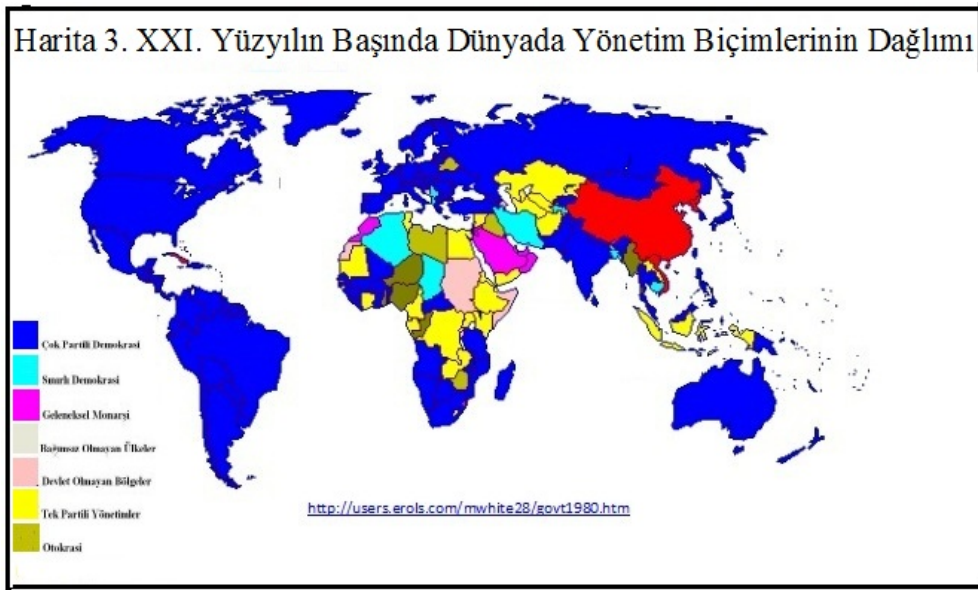 Harita 3. XXI. Yüzyılın Başında Dünyada Yönetim Biçimlerinin Dağlımı
Çok Partili Demokrasi
Sınırlı Demokrasi
Geleneksel Monarşi
Bağımsız Olmayan Ülkeler
Devlet Olmayan Bölgeler
Tek Partili Yönetimler
Otokrasi
http://users.erols.com/mwhite28/govt1980.htm